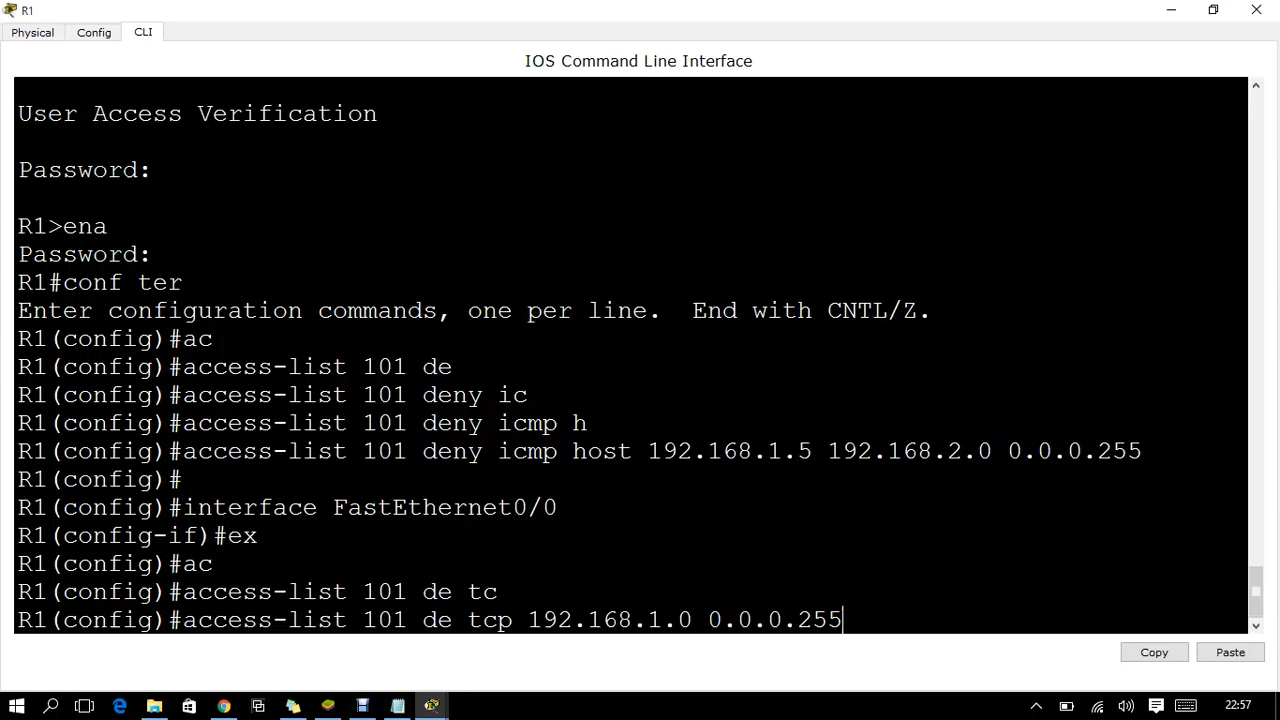 R1
Physical Config CLI
IOS Command Line Interface
User Access Verification
Password:
R1>ena
Password:
R1#conf ter
Enter configuration commands, one per line.  End with CNTL/Z.
R1(config)#ac
R1(config)#access-list 101 de
R1(config)#access-list 101 deny ic
R1(config)#access-list 101 deny icmp h
R1(config)#access-list 101 deny icmp host 192.168.1.5 192.168.2.0 0.0.0.255
R1(config)#
R1(config)#interface FastEthernet0/0
R1(config-if)#ex
R1(config)#ac
R1(config)#access-list 101 de tc
R1(config)#access-list 101 de tcp 192.168.1.0 0.0.0.255
Copy Paste
22:57